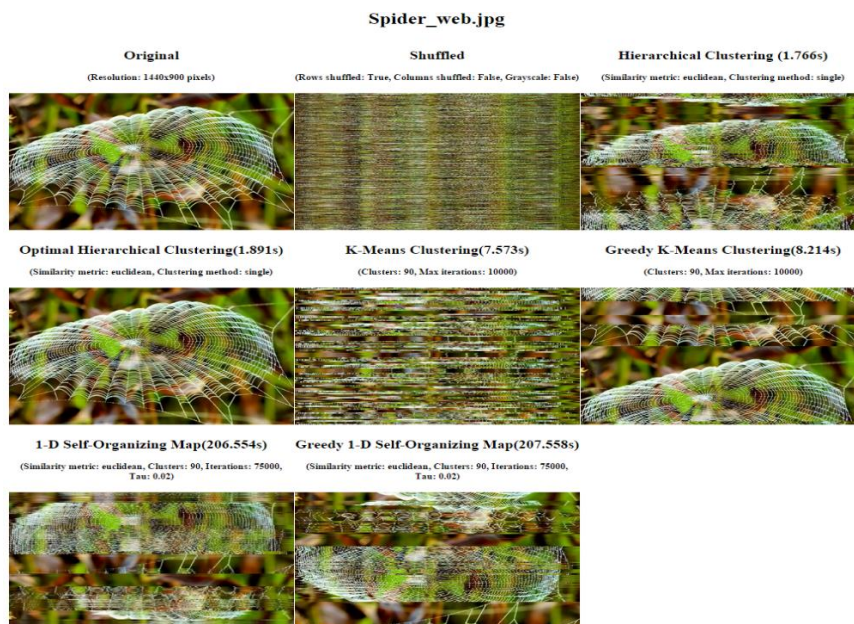 Spider_web.jpg
Original
(Resolution: 1440x900 pixels)
Shuffled
(Rows shuffled: True, Columns shuffled: False, Grayscale: False)
Hierarchical Clustering (1.766s)
(Similarity metric: euclidean, Clustering method: single)
Optimal Hierarchical Clustering(1.891s)
(Similarity metric: euclidean, Clustering method: single)
K-Means Clustering(7.573s)
(Clusters: 90, Max iterations: 10000)
Greedy K-Means Clustering(8.214s)
(Clusters: 90, Max iterations: 10000)
1-D Self-Organizing Map(206.554s)
(Similarity metric: euclidean, Clusters: 90, Iterations: 75000,
Tau: 0.02)
Greedy 1-D Self-Organizing Map(207.558s)
(Similarity metric: euclidean, Clusters: 90, Iterations: 75000,
Tau: 0.02)